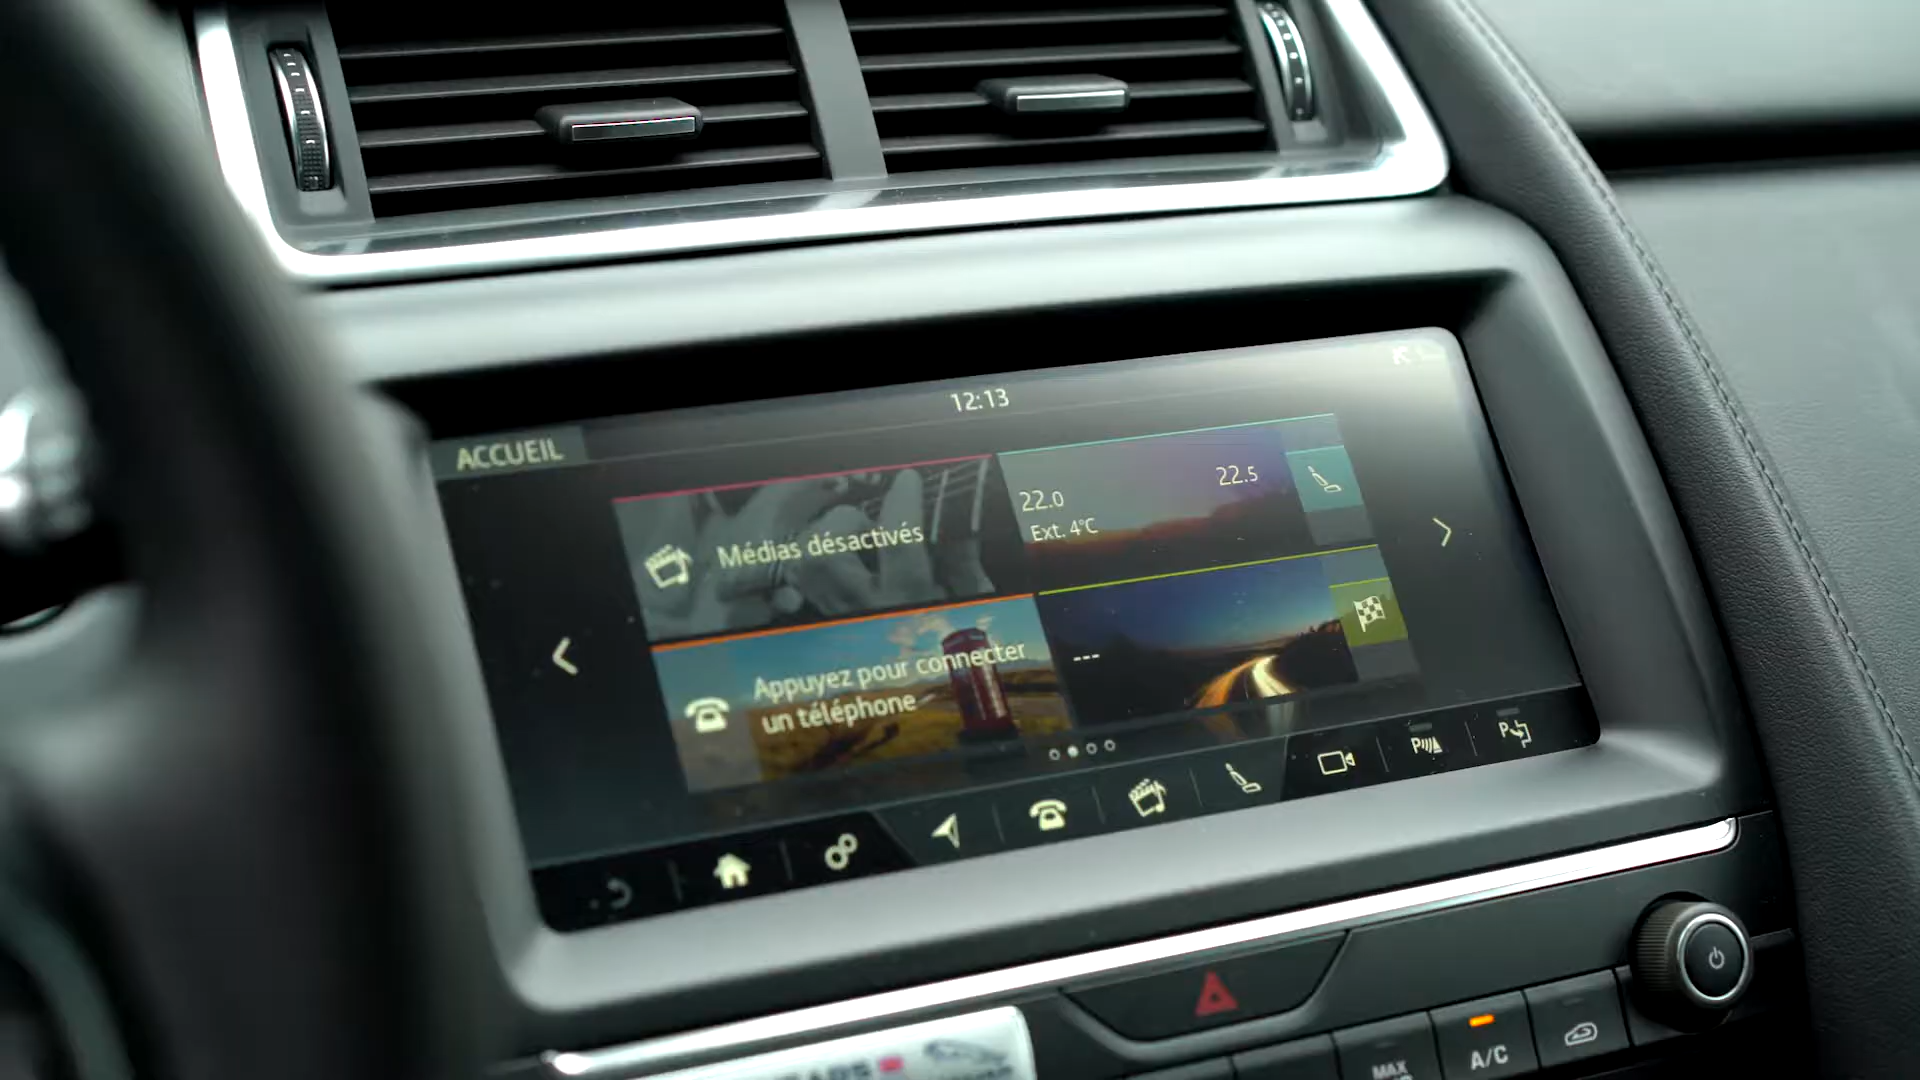 12:13
ACCUEIL
Médias désactivés
22.0
22.5
Ext. 4°C
Appuyez pour connecter
un téléphone
---
P
P
MAX
A/C